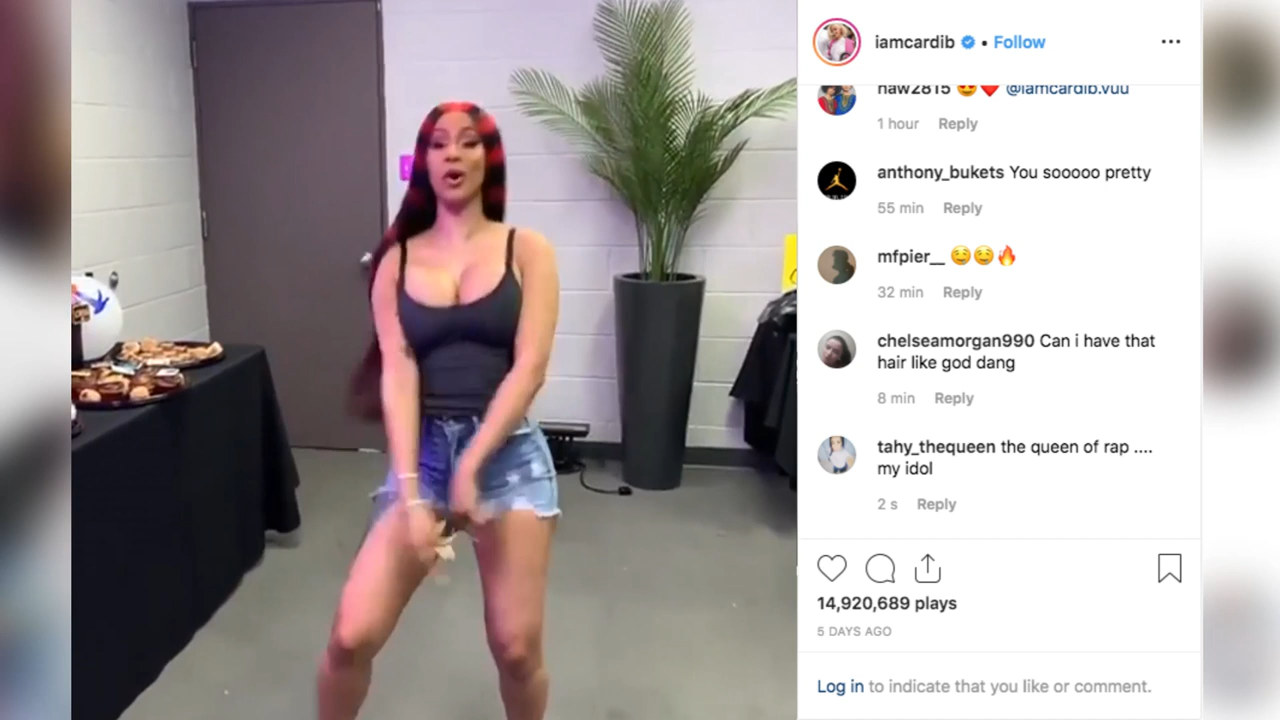 iamcardib • Follow
naw2815 😍❤️ @iamcardib.vuu
1 hour Reply
anthony_bukets You sooooo pretty
55 min Reply
mfpier__ 🤤🤤🔥
32 min Reply
chelseamorgan990 Can i have that
hair like god dang
8 min Reply
tahy_thequeen the queen of rap ....
my idol
2 s Reply
14,920,689 plays
5 DAYS AGO
Log in to indicate that you like or comment.